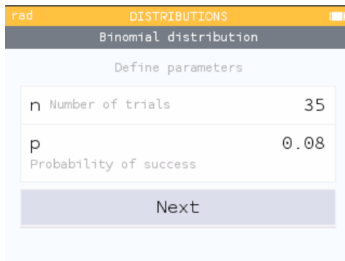 rad DISTRIBUTIONS
Binomial distribution
Define parameters
n Number of trials 35
p 0.08
Probability of success
Next